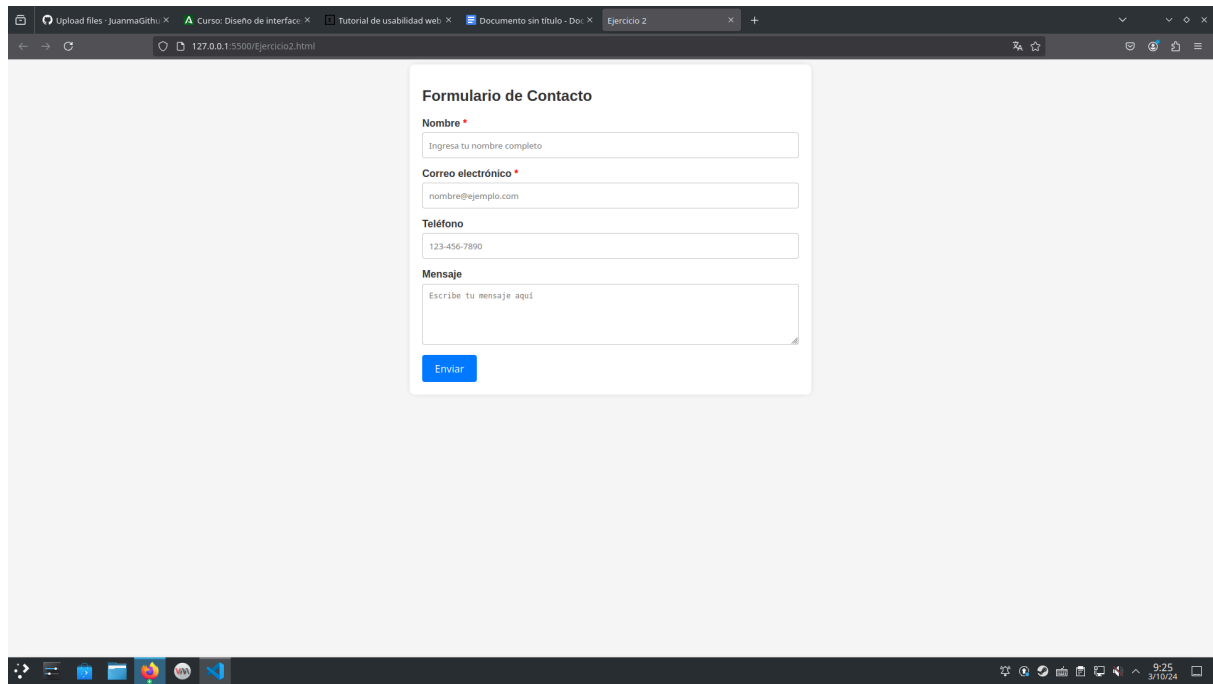 Upload files · JuanmaGithu
Curso: Diseño de interface
Tutorial de usabilidad web
Documento sin título - Doc
Ejercicio 2
127.0.0.1:5500/Ejercicio2.html
Formulario de Contacto
Nombre *
Ingresa tu nombre completo
Correo electrónico *
nombre@ejemplo.com
Teléfono
123-456-7890
Mensaje
Escribe tu mensaje aquí
Enviar
9:25
3/10/24